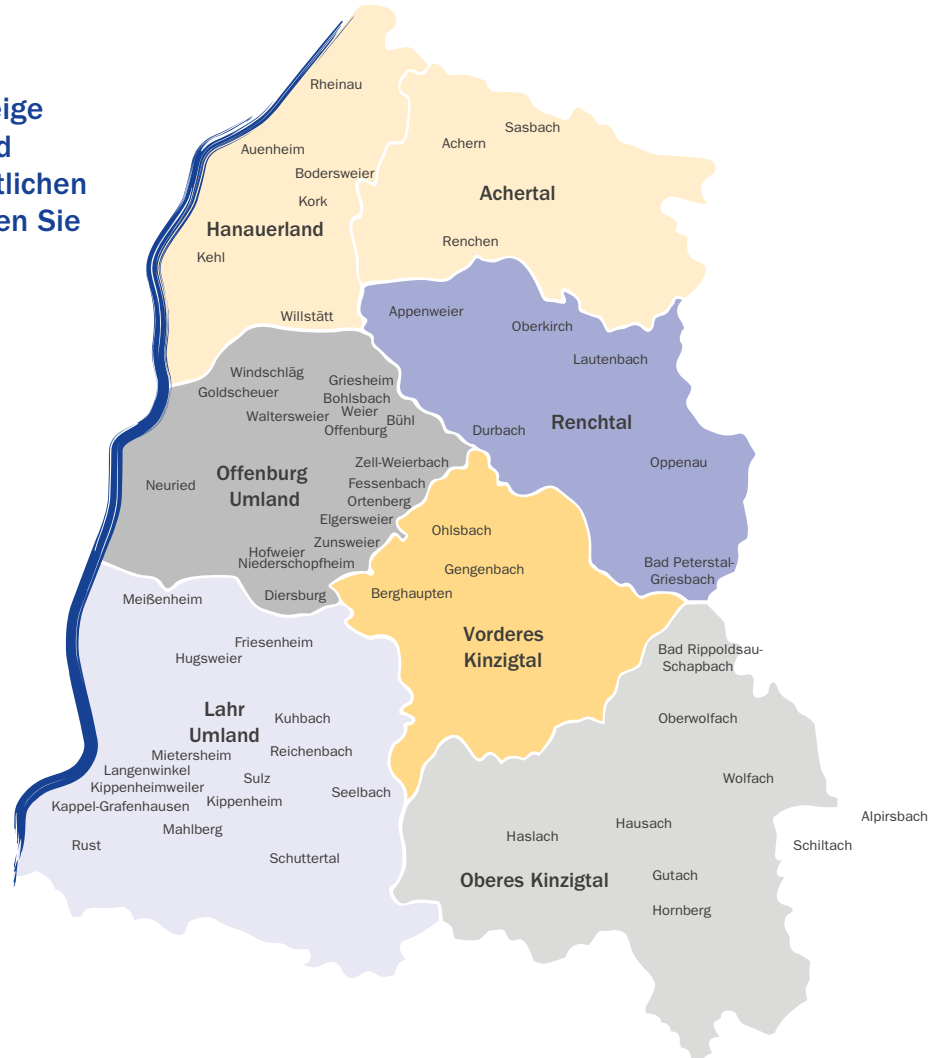 eige
d
tlichen
en Sie
Rheinau
Sasbach
Achern
Auenheim
Bodersweier
Achertal
Kork
Hanauerland
Renchen
Kehl
Appenweier
Willstätt
Oberkirch
Lautenbach
Windschläg
Griesheim
Goldscheuer
Bohlsbach
Weier
Waltersweier
Bühl
Renchtal
Offenburg
Durbach
Zell-Weierbach
Oppenau
Offenburg
Umland
Neuried
Fessenbach
Ortenberg
Elgersweier
Ohlsbach
Zunsweier
Hofweier
Niederschopfheim
Bad Peterstal-
Griesbach
Gengenbach
Diersburg
Berghaupten
Meißenheim
Vorderes
Kinzigtal
Friesenheim
Hugsweier
Bad Rippoldsau-
Schapbach
Lahr
Umland
Kuhbach
Oberwolfach
Reichenbach
Mietersheim
Langenwinkel
Sulz
Wolfach
Kippenheimweiler
Seelbach
Kippenheim
Kappel-Grafenhausen
Alpirsbach
Mahlberg
Hausach
Haslach
Rust
Schiltach
Schuttertal
Gutach
Oberes Kinzigtal
Hornberg